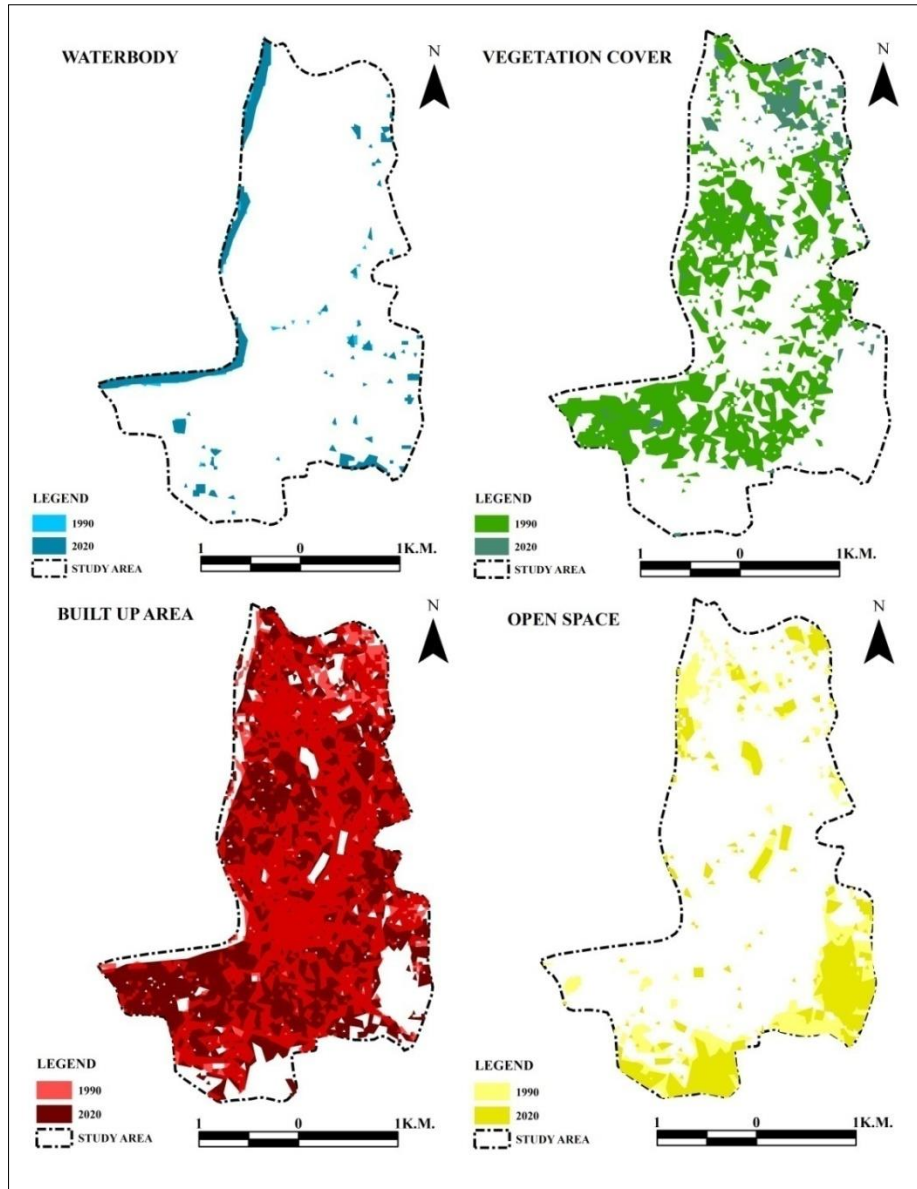 WATERBODY
N
LEGEND
1990
2020
STUDY AREA
1 0 1K.M.
VEGETATION COVER
N
LEGEND
1990
2020
STUDY AREA
1 0 1K.M.
BUILT UP AREA
N
LEGEND
1990
2020
STUDY AREA
1 0 1K.M.
OPEN SPACE
N
LEGEND
1990
2020
STUDY AREA
1 0 1K.M.